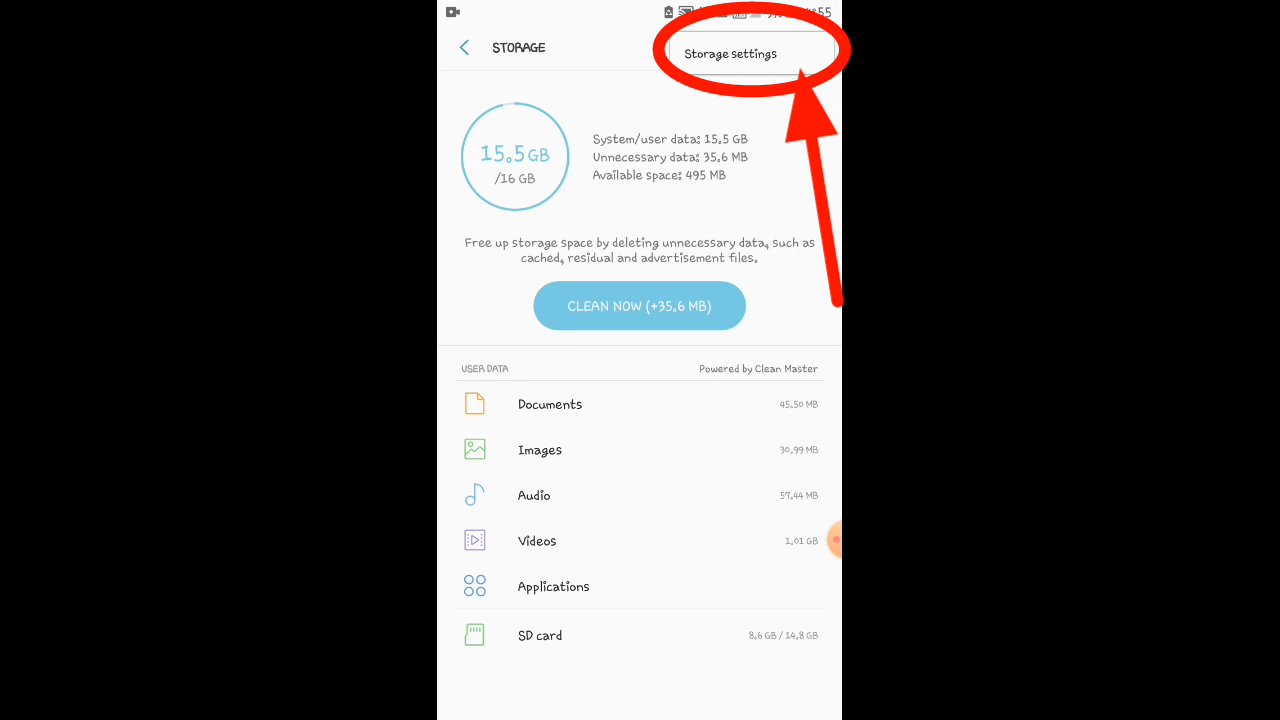 55
STORAGE
Storage settings
15.5 GB
/16 GB
System/user data: 15.5 GB
Unnecessary data: 35.6 MB
Available space: 495 MB
Free up storage space by deleting unnecessary data, such as
cached, residual and advertisement files.
CLEAN NOW (+35.6 MB)
USER DATA
Powered by Clean Master
Documents
45.50 MB
Images
30.99 MB
Audio
57.44 MB
Videos
1.01 GB
Applications
SD card
8.6 GB / 14.8 GB